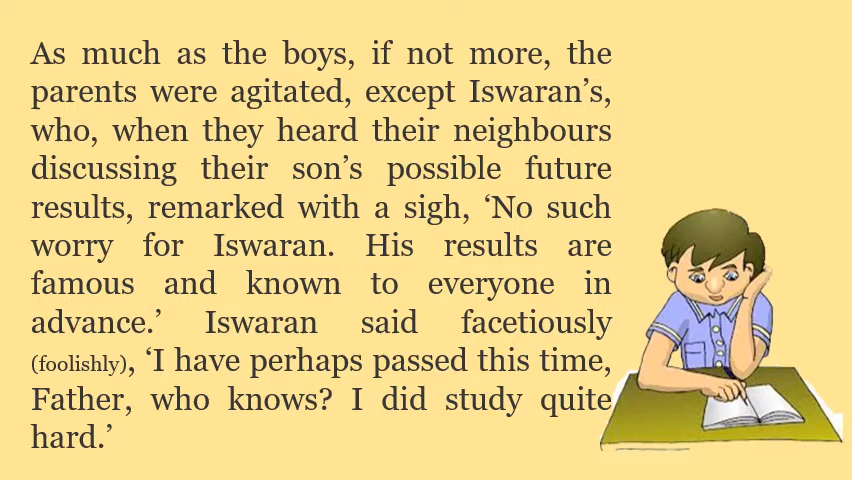 As much as the boys, if not more, the
parents were agitated, except Iswaran’s,
who, when they heard their neighbours
discussing their son’s possible future
results, remarked with a sigh, ‘No such
worry for Iswaran. His results are
famous and known to everyone in
advance.’ Iswaran said facetiously
(foolishly), ‘I have perhaps passed this time,
Father, who knows? I did study quite
hard.’